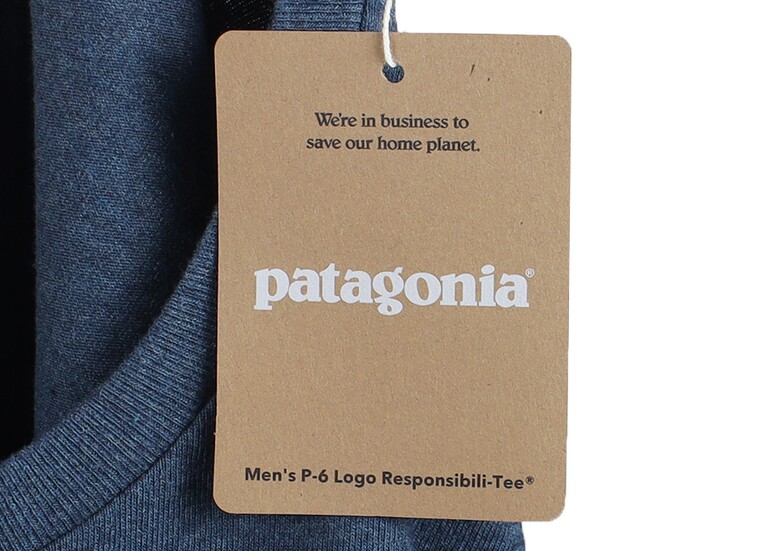 We're in business to
save our home planet.
patagonia®
Men's P-6 Logo Responsibili-Tee®